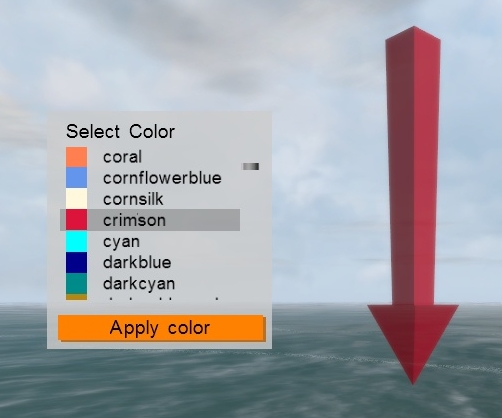 Select Color
coral
cornflowerblue
cornsilk
crimson
cyan
darkblue
darkcyan
Apply color